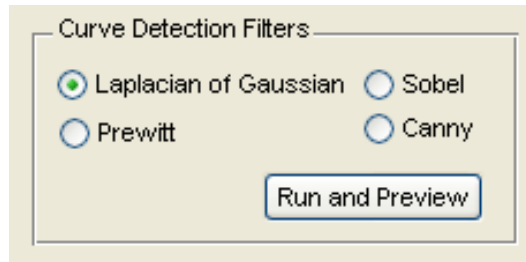 Curve Detection Filters
Laplacian of Gaussian Sobel
Prewitt Canny
Run and Preview